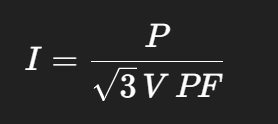 I = P / √3 V PF